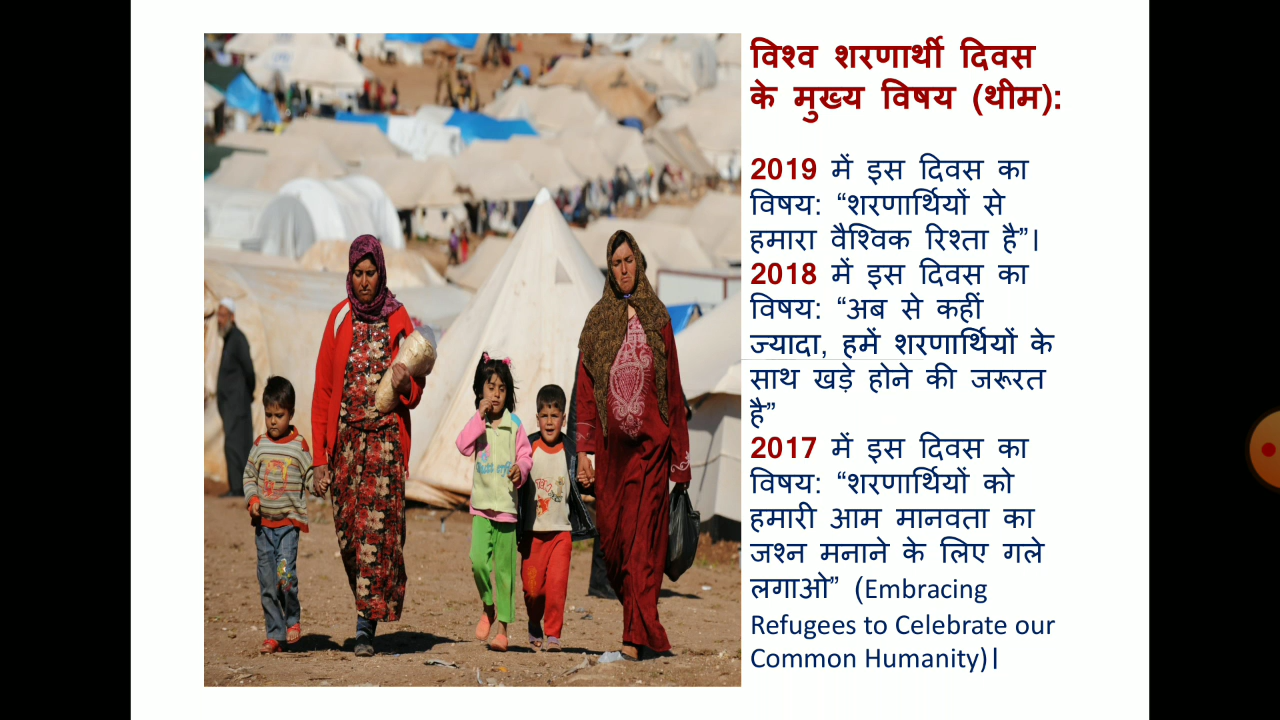 विश्व शरणार्थी दिवस
के मुख्य विषय (थीम):
2019 में इस दिवस का
विषय: “शरणार्थियों से
हमारा वैश्विक रिश्ता है”।
2018 में इस दिवस का
विषय: “अब से कहीं
ज्यादा, हमें शरणार्थियों के
साथ खड़े होने की जरूरत
है”
2017 में इस दिवस का
विषय: “शरणार्थियों को
हमारी आम मानवता का
जश्न मनाने के लिए गले
लगाओ” (Embracing
Refugees to Celebrate our
Common Humanity)|